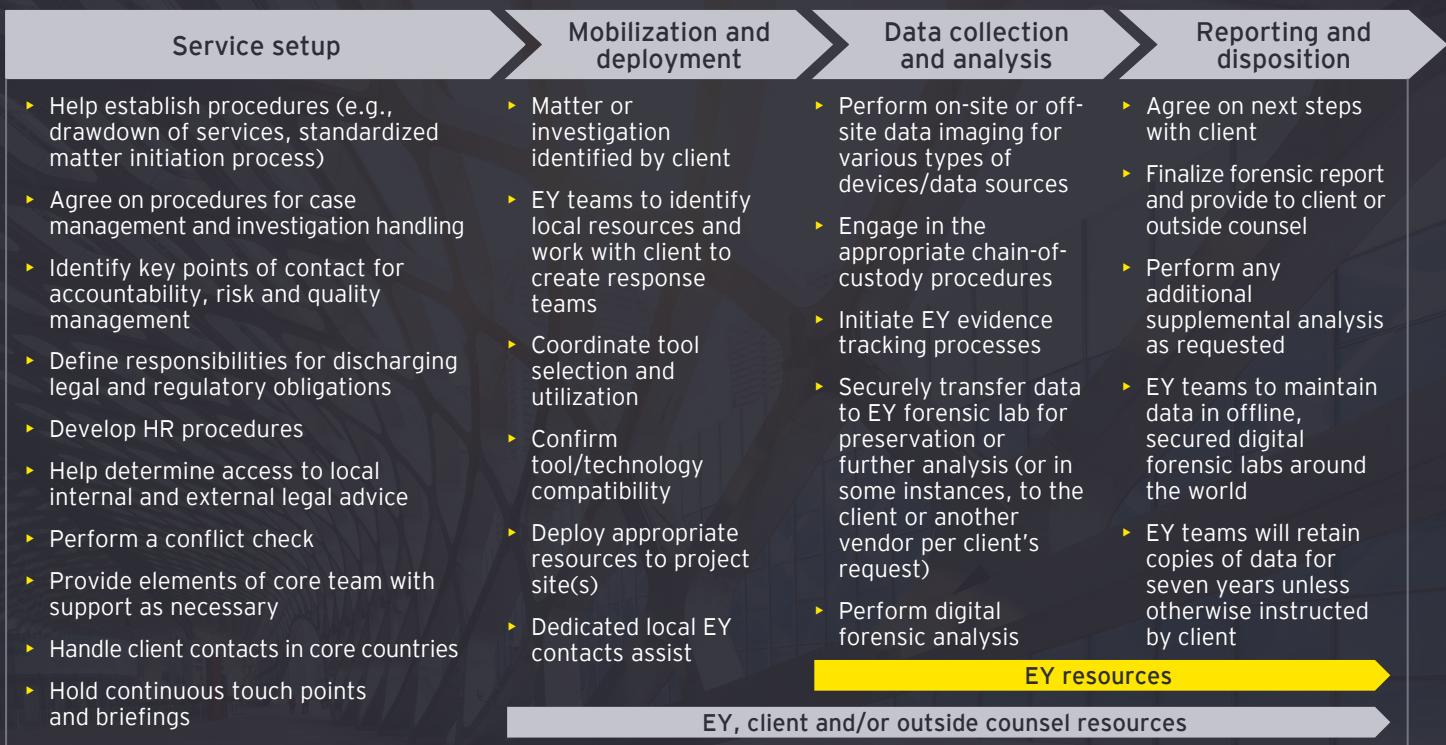 Service setup
Mobilization and
deployment
Data collection
and analysis
Reporting and
disposition
Help establish procedures (e.g.,
drawdown of services, standardized
matter initiation process)
Agree on procedures for case
management and investigation handling
Identify key points of contact for
accountability, risk and quality
management
Define responsibilities for discharging
legal and regulatory obligations
Develop HR procedures
Help determine access to local
internal and external legal advice
Perform a conflict check
Provide elements of core team with
support as necessary
Handle client contacts in core countries
Hold continuous touch points
and briefings
Matter or
investigation
identified by client
EY teams to identify
local resources and
work with client to
create response
teams
Coordinate tool
selection and
utilization
Confirm
tool/technology
compatibility
Deploy appropriate
resources to project
site(s)
Dedicated local EY
contacts assist
Perform on-site or off-
site data imaging for
various types of
devices/data sources
Engage in the
appropriate chain-of-
custody procedures
Initiate EY evidence
tracking processes
Securely transfer data
to EY forensic lab for
preservation or
further analysis (or in
some instances, to the
client or another
vendor per client's
request)
Perform digital
forensic analysis
Agree on next steps
with client
Finalize forensic report
and provide to client or
outside counsel
Perform any
additional
supplemental analysis
as requested
EY teams to maintain
data in offline,
secured digital
forensic labs around
the world
EY teams will retain
copies of data for
seven years unless
otherwise instructed
by client
EY resources
EY, client and/or outside counsel resources